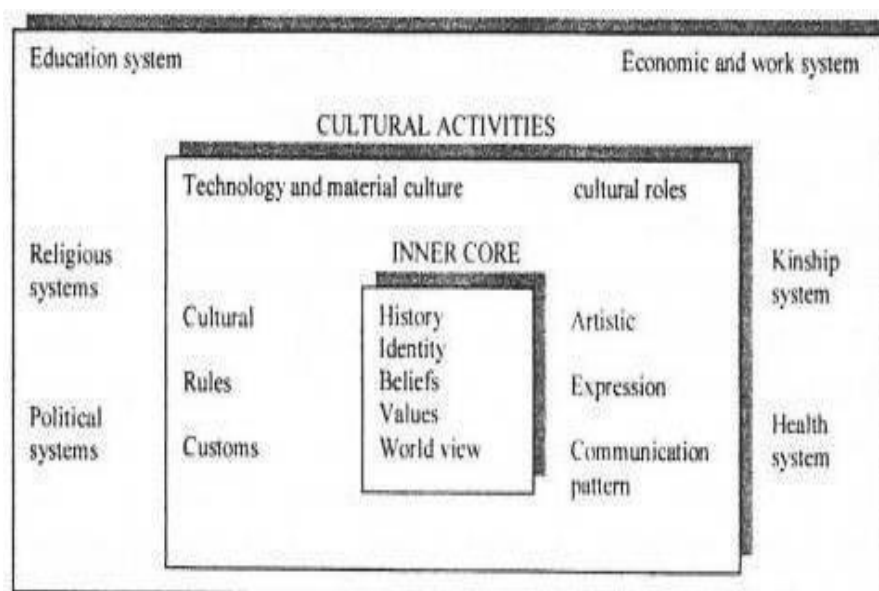 Education system
Economic and work system
CULTURAL ACTIVITIES
Technology and material culture
cultural roles
Religious
systems
Political
systems
Cultural
Rules
Customs
INNER CORE
History
Identity
Beliefs
Values
World view
Artistic
Expression
Communication
pattern
Kinship
system
Health
system